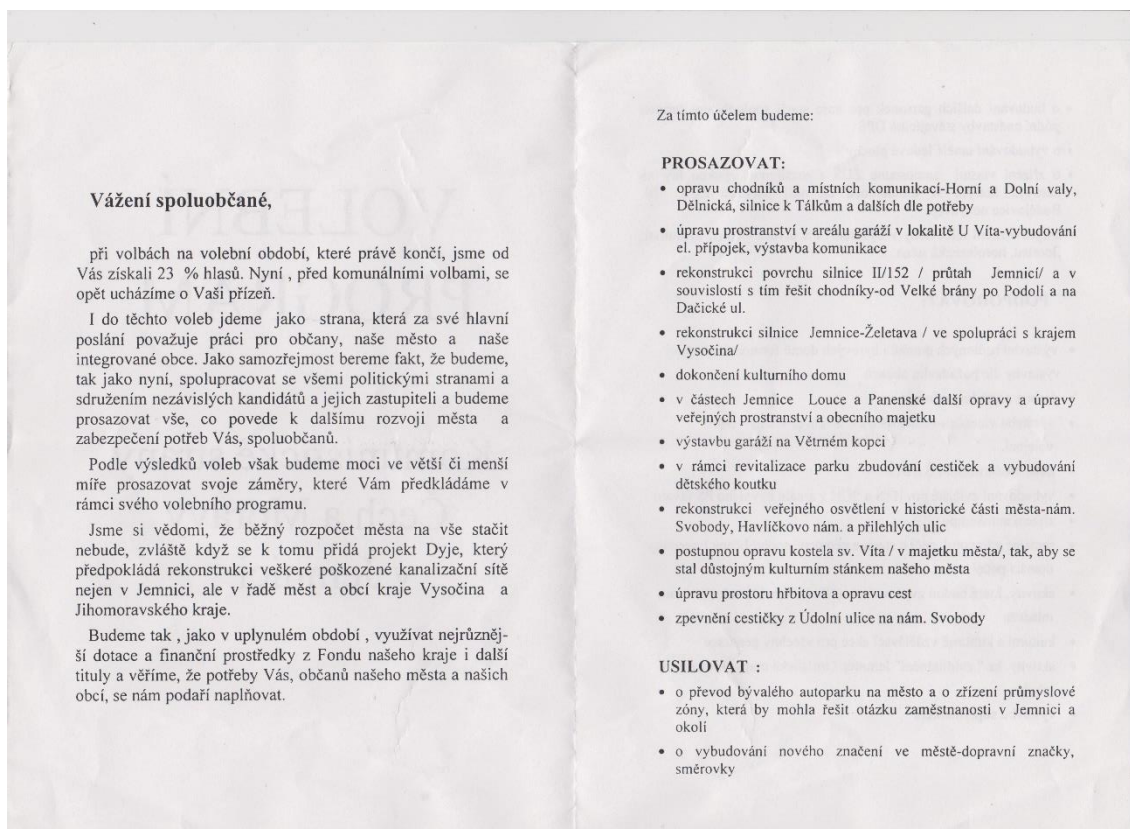 Vážení spoluobčané,
při volbách na volební období, které právě končí, jsme od
Vás získali 23 % hlasů. Nyní , před komunálními volbami, se
opět ucházíme o Vaši přízeň.
I do těchto voleb jdeme jako strana, která za své hlavní
poslání považuje práci pro občany, naše město a naše
integrované obce. Jako samozřejmost bereme fakt, že budeme,
tak jako nyní, spolupracovat se všemi politickými stranami a
sdružením nezávislých kandidátů a jejich zastupiteli a budeme
prosazovat vše, co povede k dalšímu rozvoji města a
zabezpečení potřeb Vás, spoluobčanů.
Podle výsledků voleb však budeme moci ve větší či menší
míře prosazovat svoje záměry, které Vám předkládáme v
rámci svého volebního programu.
Jsme si vědomi, že běžný rozpočet města na vše stačit
nebude, zvláště když se k tomu přidá projekt Dyje, který
předpokládá rekonstrukci veškeré poškozené kanalizační sítě
nejen v Jemnici, ale v řadě měst a obcí kraje Vysočina a
Jihomoravského kraje.
Budeme tak , jako v uplynulém období , využívat nejrůzněj-
ší dotace a finanční prostředky z Fondu našeho kraje i další
tituly a věříme, že potřeby Vás, občanů našeho města a našich
obcí, se nám podaří naplňovat.
Za tímto účelem budeme:
PROSAZOVAT:
• opravu chodníků a místních komunikací-Horní a Dolní valy,
Dělnická, silnice k Tálkům a dalších dle potřeby
• úpravu prostranství v areálu garáží v lokalitě U Víta-vybudování
el. přípojek, výstavba komunikace
• rekonstrukci povrchu silnice II/152 / průtah Jemnicí/ a v
souvislosti s tím řešit chodníky-od Velké brány po Podolí a na
Dačické ul.
• rekonstrukci silnice Jemnice-Želetava / ve spolupráci s krajem
Vysočina/
• dokončení kulturního domu
• v částech Jemnice Louce a Panenské další opravy a úpravy
veřejných prostranství a obecního majetku
• výstavbu garáží na Větrném kopci
• v rámci revitalizace parku zbudování cestiček a vybudování
dětského koutku
• rekonstrukci veřejného osvětlení v historické části města-nám.
Svobody, Havlíčkovo nám. a přilehlých ulic
• postupnou opravu kostela sv. Víta / v majetku města/, tak, aby se
stal důstojným kulturním stánkem našeho města
• úpravu prostoru hřbitova a opravu cest
• zpevnění cestičky z Údolní ulice na nám. Svobody
USILOVAT :
• o převod bývalého autoparku na město a o zřízení průmyslové
zóny, která by mohla řešit otázku zaměstnanosti v Jemnici a
okolí
• o vybudování nového značení ve městě-dopravní značky,
směrovky